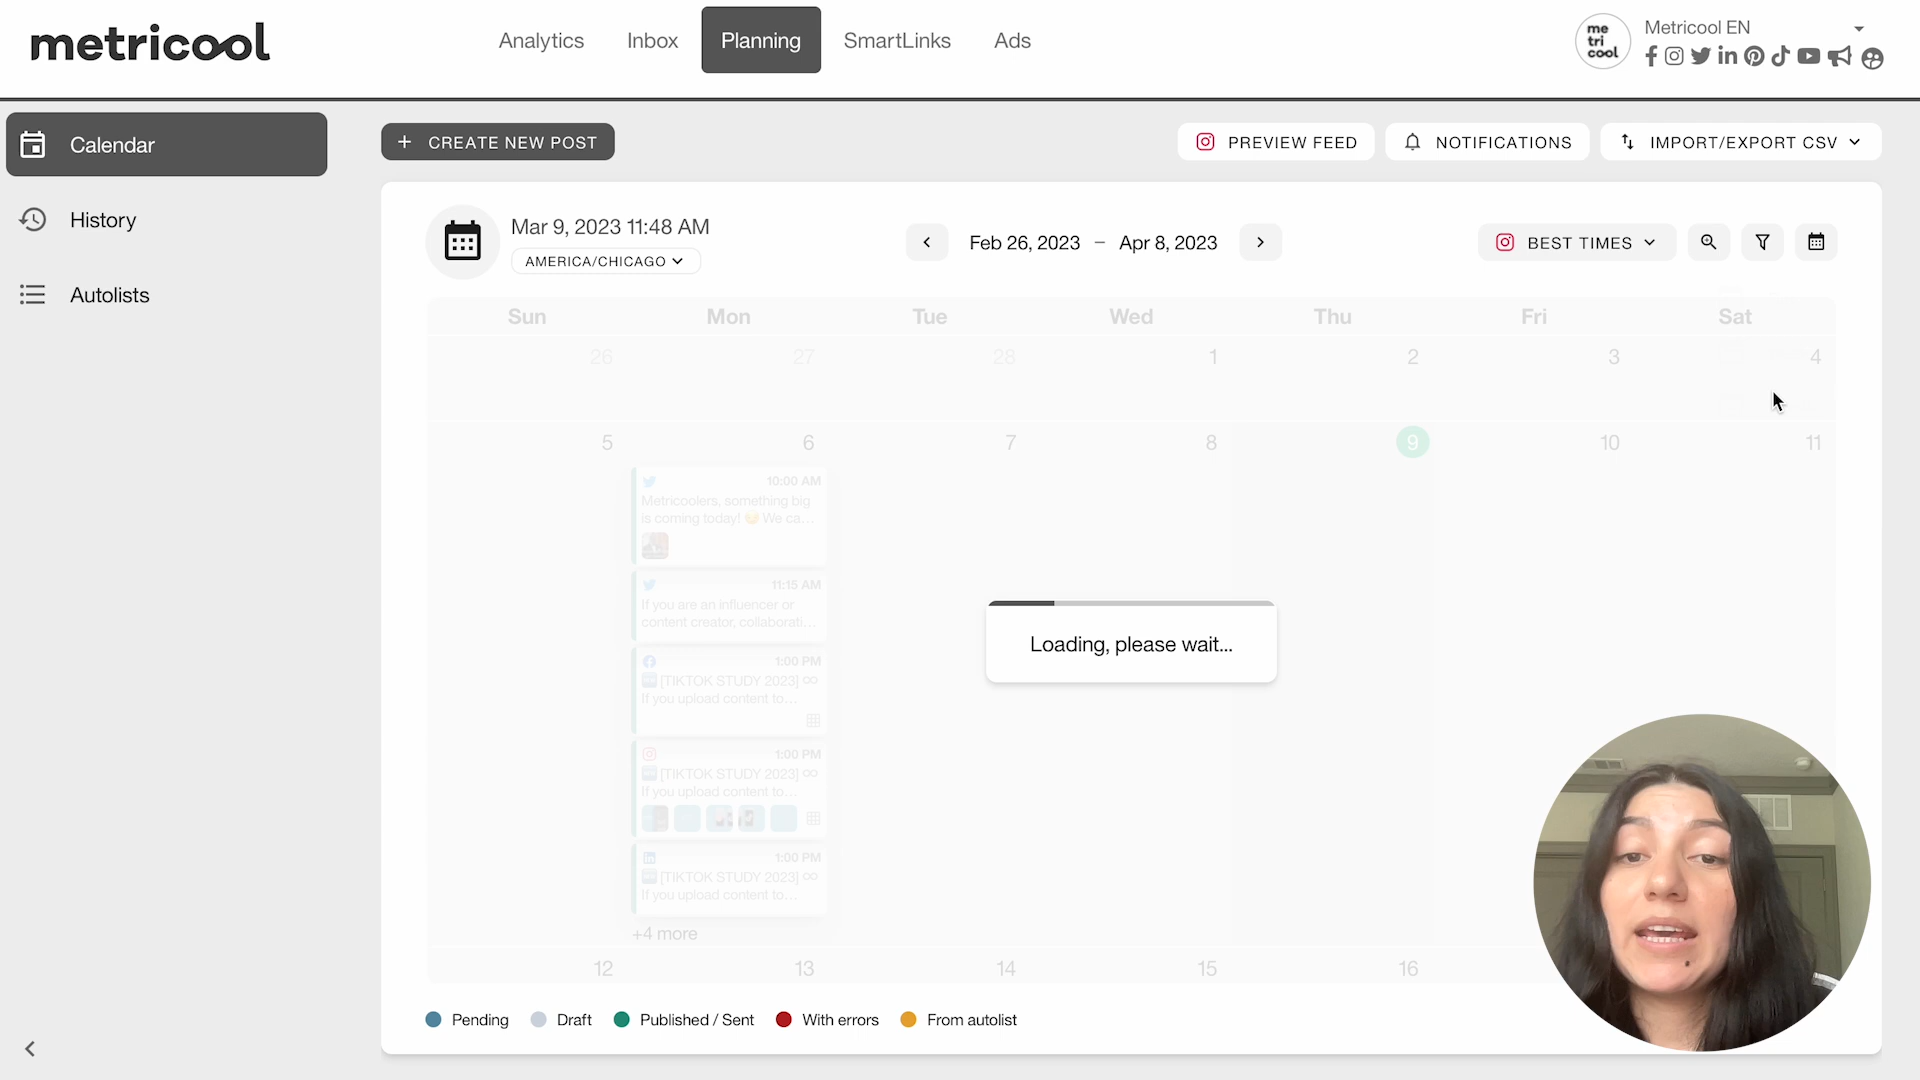 metricool
Analytics
Inbox
Planning
SmartLinks
Ads
me
tri
cool
Metricool EN
Calendar
History
Autolists
+ CREATE NEW POST
PREVIEW FEED
NOTIFICATIONS
IMPORT/EXPORT CSV
Mar 9, 2023 11:48 AM
AMERICA/CHICAGO
Feb 26, 2023 – Apr 8, 2023
BEST TIMES
Sun Mon Tue Wed Thu Fri Sat
26 27 28 1 2 3 4
5 6 7 8 9 10 11
10:00 AM
Metricoolers, something big
is coming today! 😊 We ca...
11:15 AM
If you are an influencer or
content creator, collaborati...
1:00 PM
[TIKTOK STUDY 2023] ∞
If you upload content to...
1:00 PM
[TIKTOK STUDY 2023] ∞
If you upload content to...
1:00 PM
[TIKTOK STUDY 2023] ∞
If you upload content to...
+4 more
Loading, please wait...
12 13 14 15 16
Pending
Draft
Published / Sent
With errors
From autolist